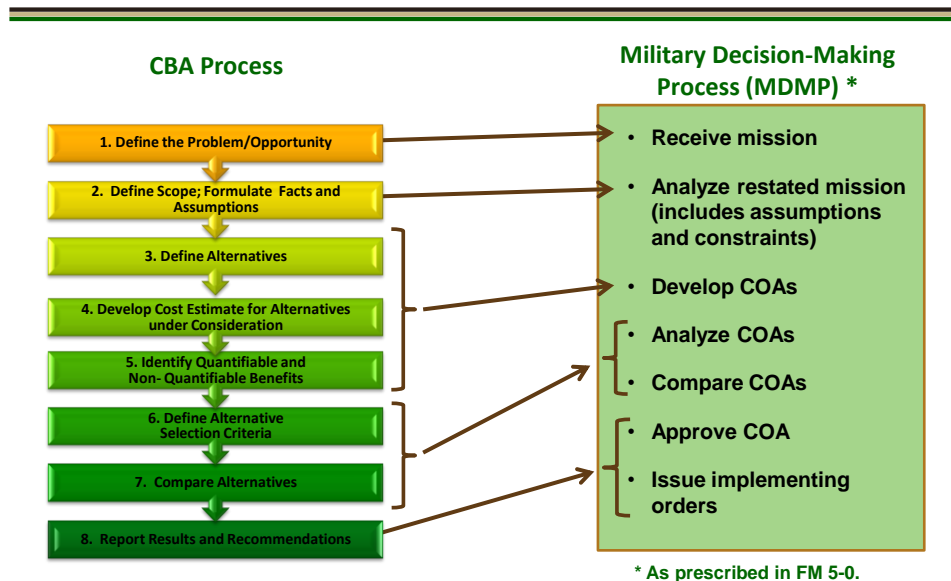 CBA Process
1. Define the Problem/Opportunity
2. Define Scope; Formulate Facts and
Assumptions
3. Define Alternatives
4. Develop Cost Estimate for Alternatives
under Consideration
5. Identify Quantifiable and
Non- Quantifiable Benefits
6. Define Alternative
Selection Criteria
7. Compare Alternatives
8. Report Results and Recommendations
Military Decision-Making
Process (MDMP) *
• Receive mission
• Analyze restated mission
(includes assumptions
and constraints)
• Develop COAs
• Analyze COAs
• Compare COAs
• Approve COA
• Issue implementing
orders
* As prescribed in FM 5-0.